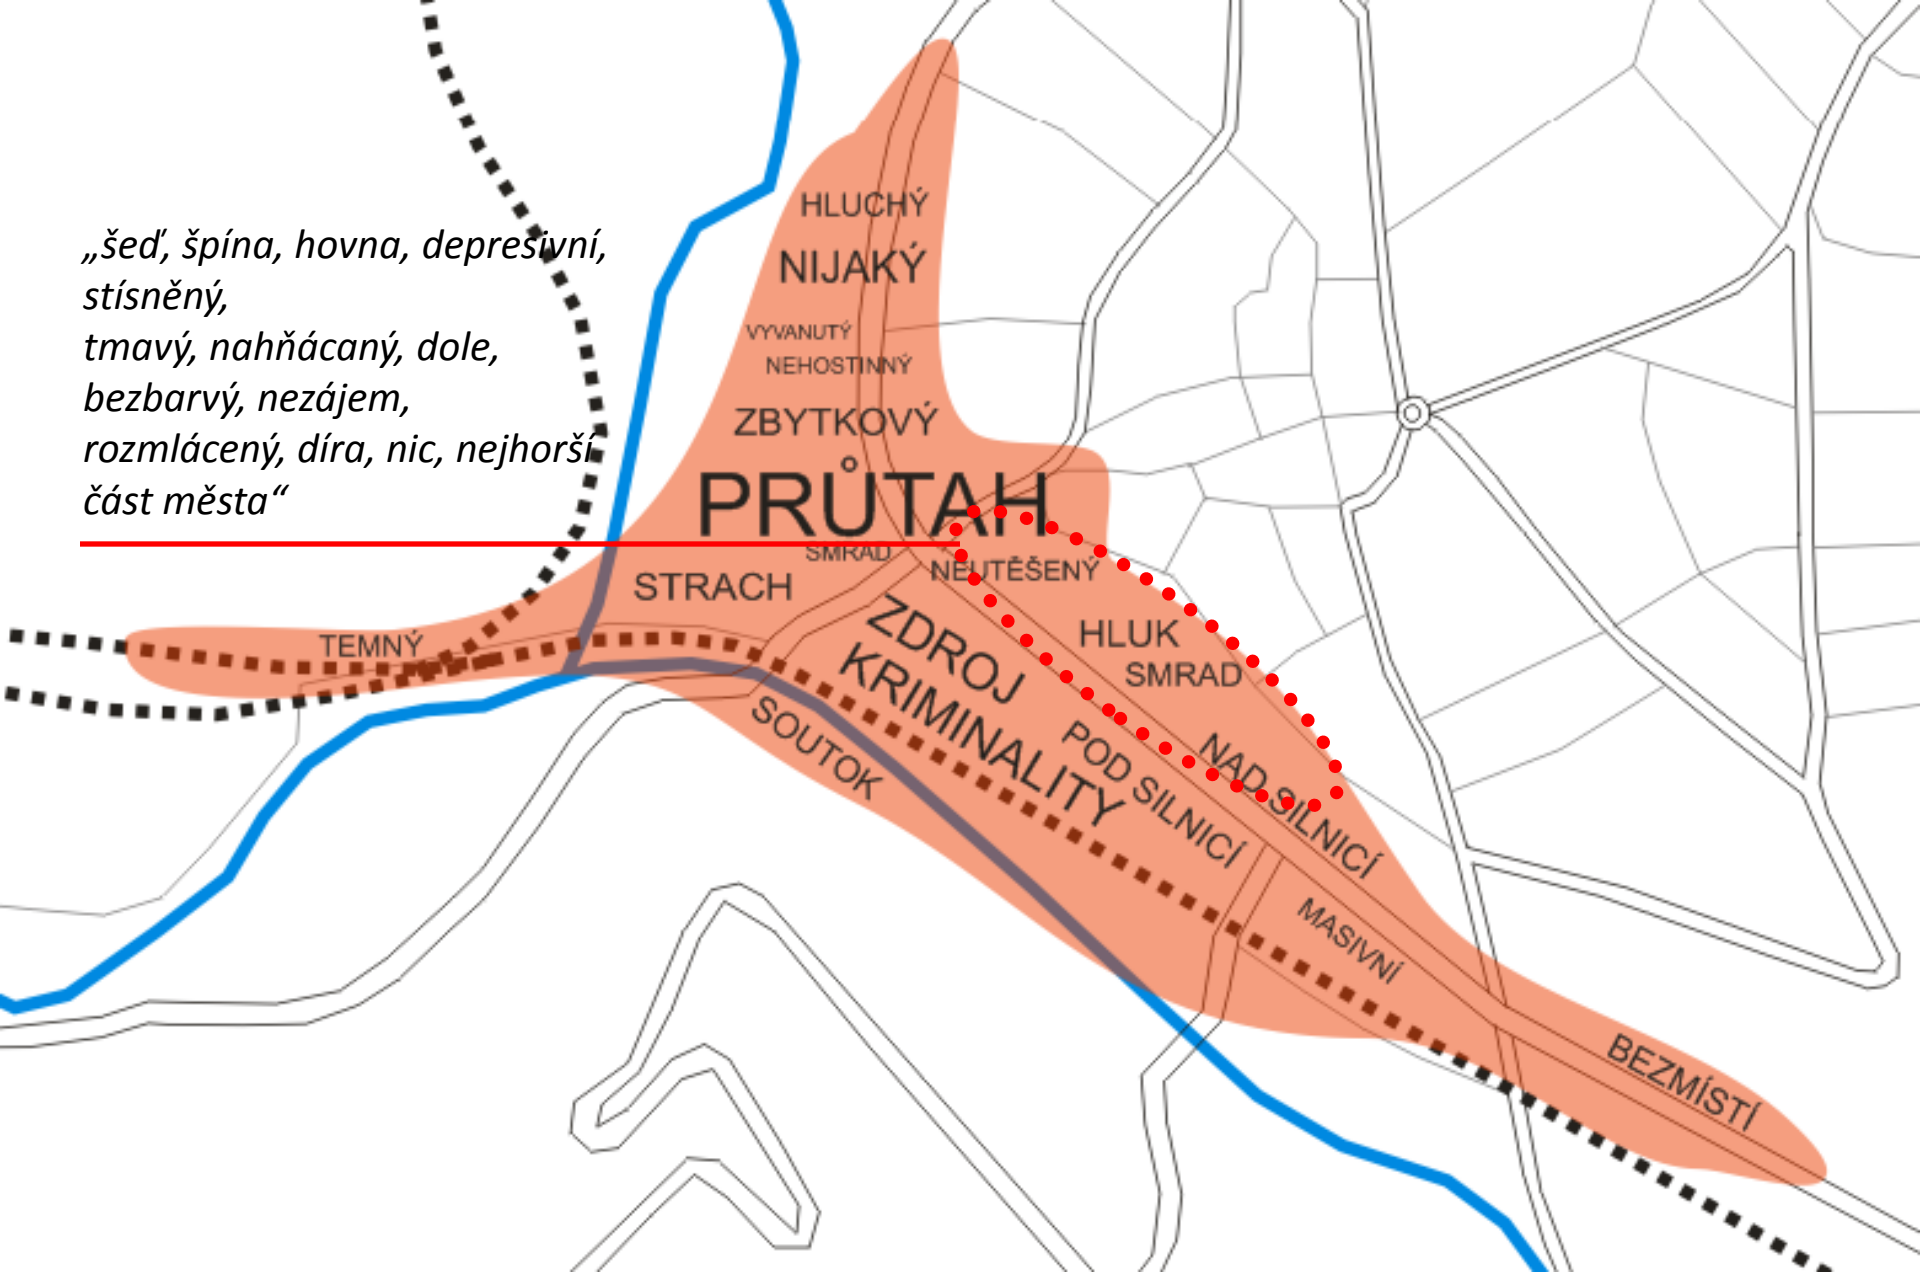 „šeď, špína, hovna, depresivní,
stísněný,
tmavý, nahňácaný, dole,
bezbarvý, nezájem,
rozmlácený, díra, nic, nejhorší
část města“
HLUCHÝ
NIJAKÝ
VYVANUTÝ
NEHOSTINNÝ
ZBYTKOVÝ
PRŮTAH
SMRAD
NEUTĚŠENÝ
STRACH
TEMNÝ
HLUK
SMRAD
ZDROJ
KRIMINALITY
SOUTOK
POD SILNICÍ
NAD SILNICÍ
MASIVNÍ
BEZMÍSTÍ